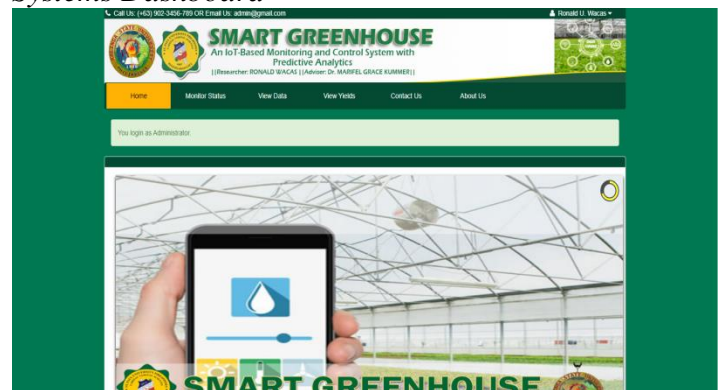 Systems Dashboard
Call Us: (+63) 902-3456-789 OR Email Us: admin@gmail.com
Ronald U. Wacas
SMART GREENHOUSE
An IoT-Based Monitoring and Control System with
Predictive Analytics
||Researcher: RONALD WACAS ||Adviser: Dr. MARIFEL GRACE KUMMER||
Home Monitor Status View Data View Yields Contact Us About Us
You login as Administrator.
SMART GREENHOUSE